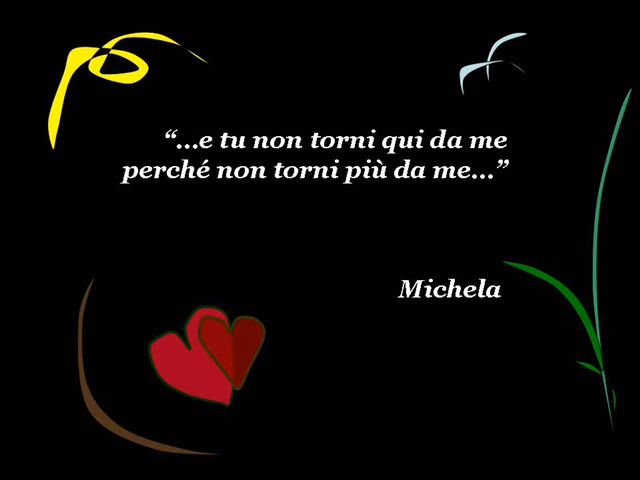 “...e tu non torni qui da me
perché non torni più da me...”
Michela